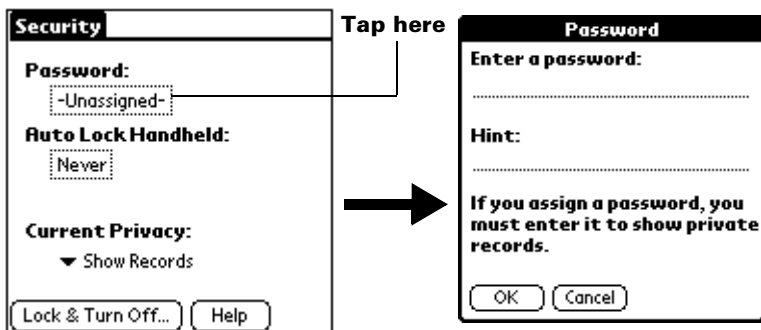 Security
Password:
-Unassigned-
Auto Lock Handheld:
Never
Current Privacy:
Show Records
Lock & Turn Off...
Help
Tap here
Password
Enter a password:
Hint:
If you assign a password, you
must enter it to show private
records.
OK
Cancel